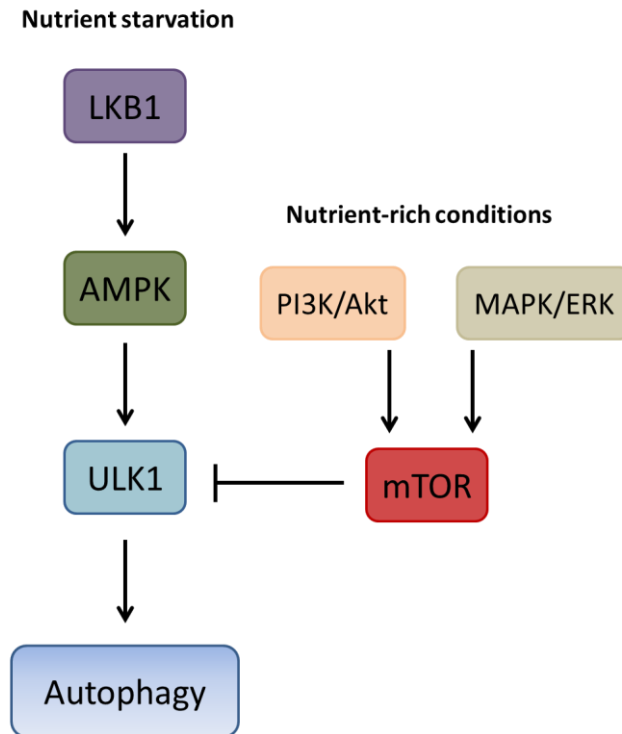 Nutrient starvation
LKB1
Nutrient-rich conditions
AMPK
PI3K/Akt
MAPK/ERK
ULK1
mTOR
Autophagy